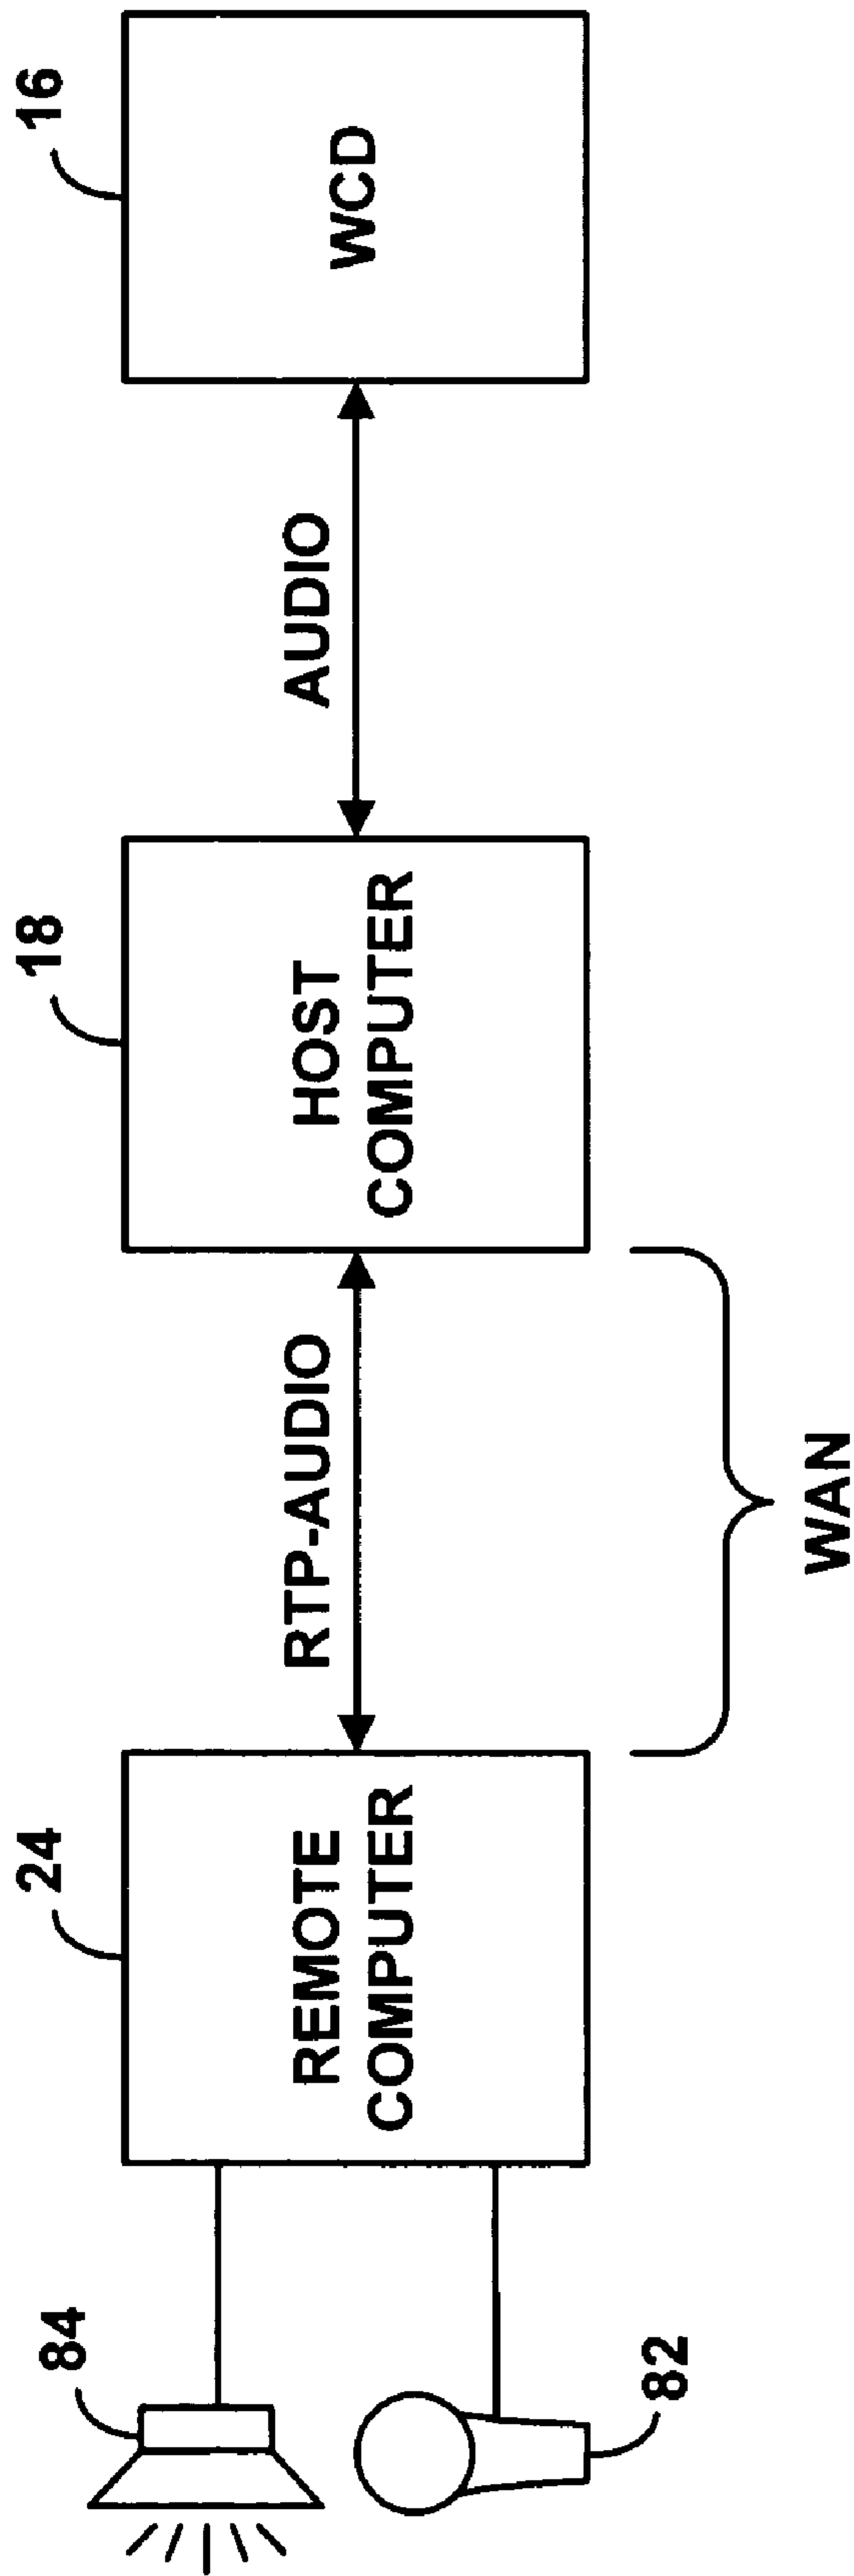 84
82
24
REMOTE
COMPUTER
RTP-AUDIO
WAN
18
HOST
COMPUTER
AUDIO
16
WCD